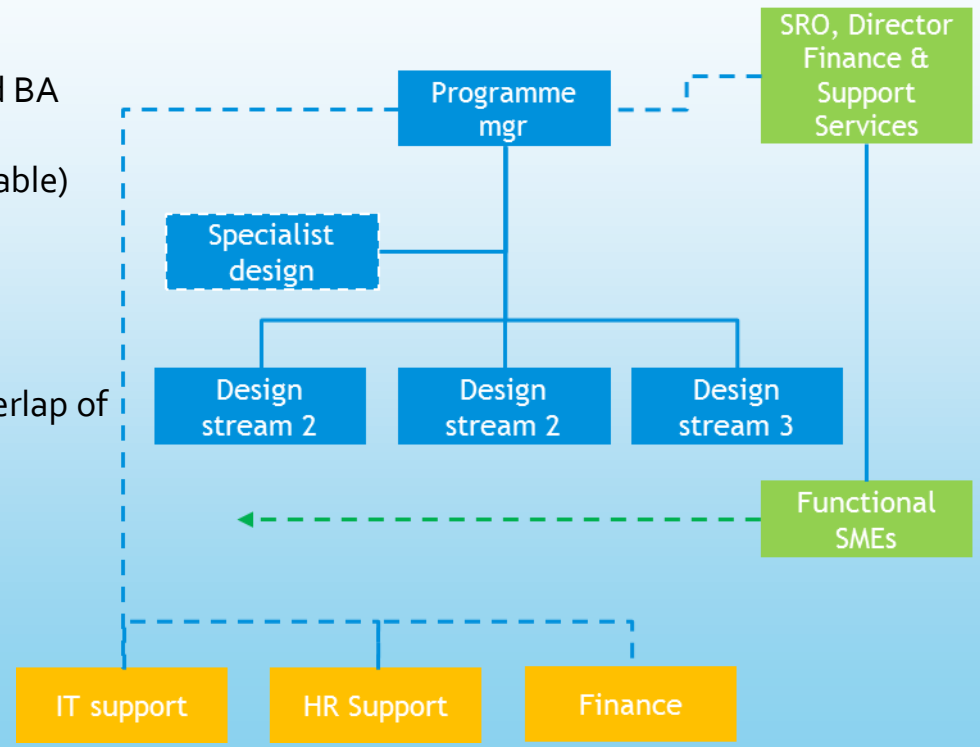 SRO, Director
Finance &
Support
Services
BA
able)
erlap of
Programme
mgr
Specialist
design
Design
stream 2
Design
stream 2
Design
stream 3
Functional
SMEs
IT support
HR Support
Finance